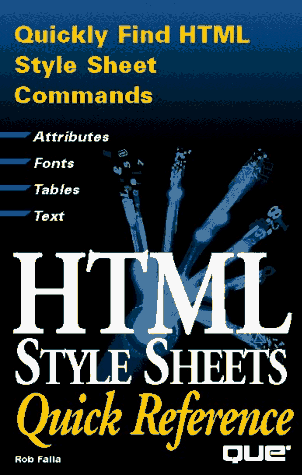 Quickly Find HTML
Style Sheet
Commands
Attributes
Fonts
Tables
Text
HTML
STYLE SHEETS
Quick Reference
Rob Falla
QUE